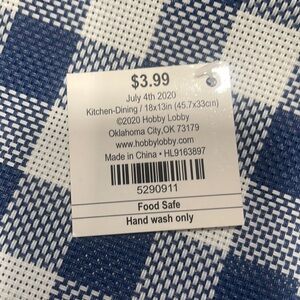 $3.99
July 4th 2020
Kitchen-Dining / 18x13in (45.7x33cm)
©2020 Hobby Lobby
Oklahoma City,OK 73179
www.hobbylobby.com
Made in China • HL9163897
5290911
Food Safe
Hand wash only